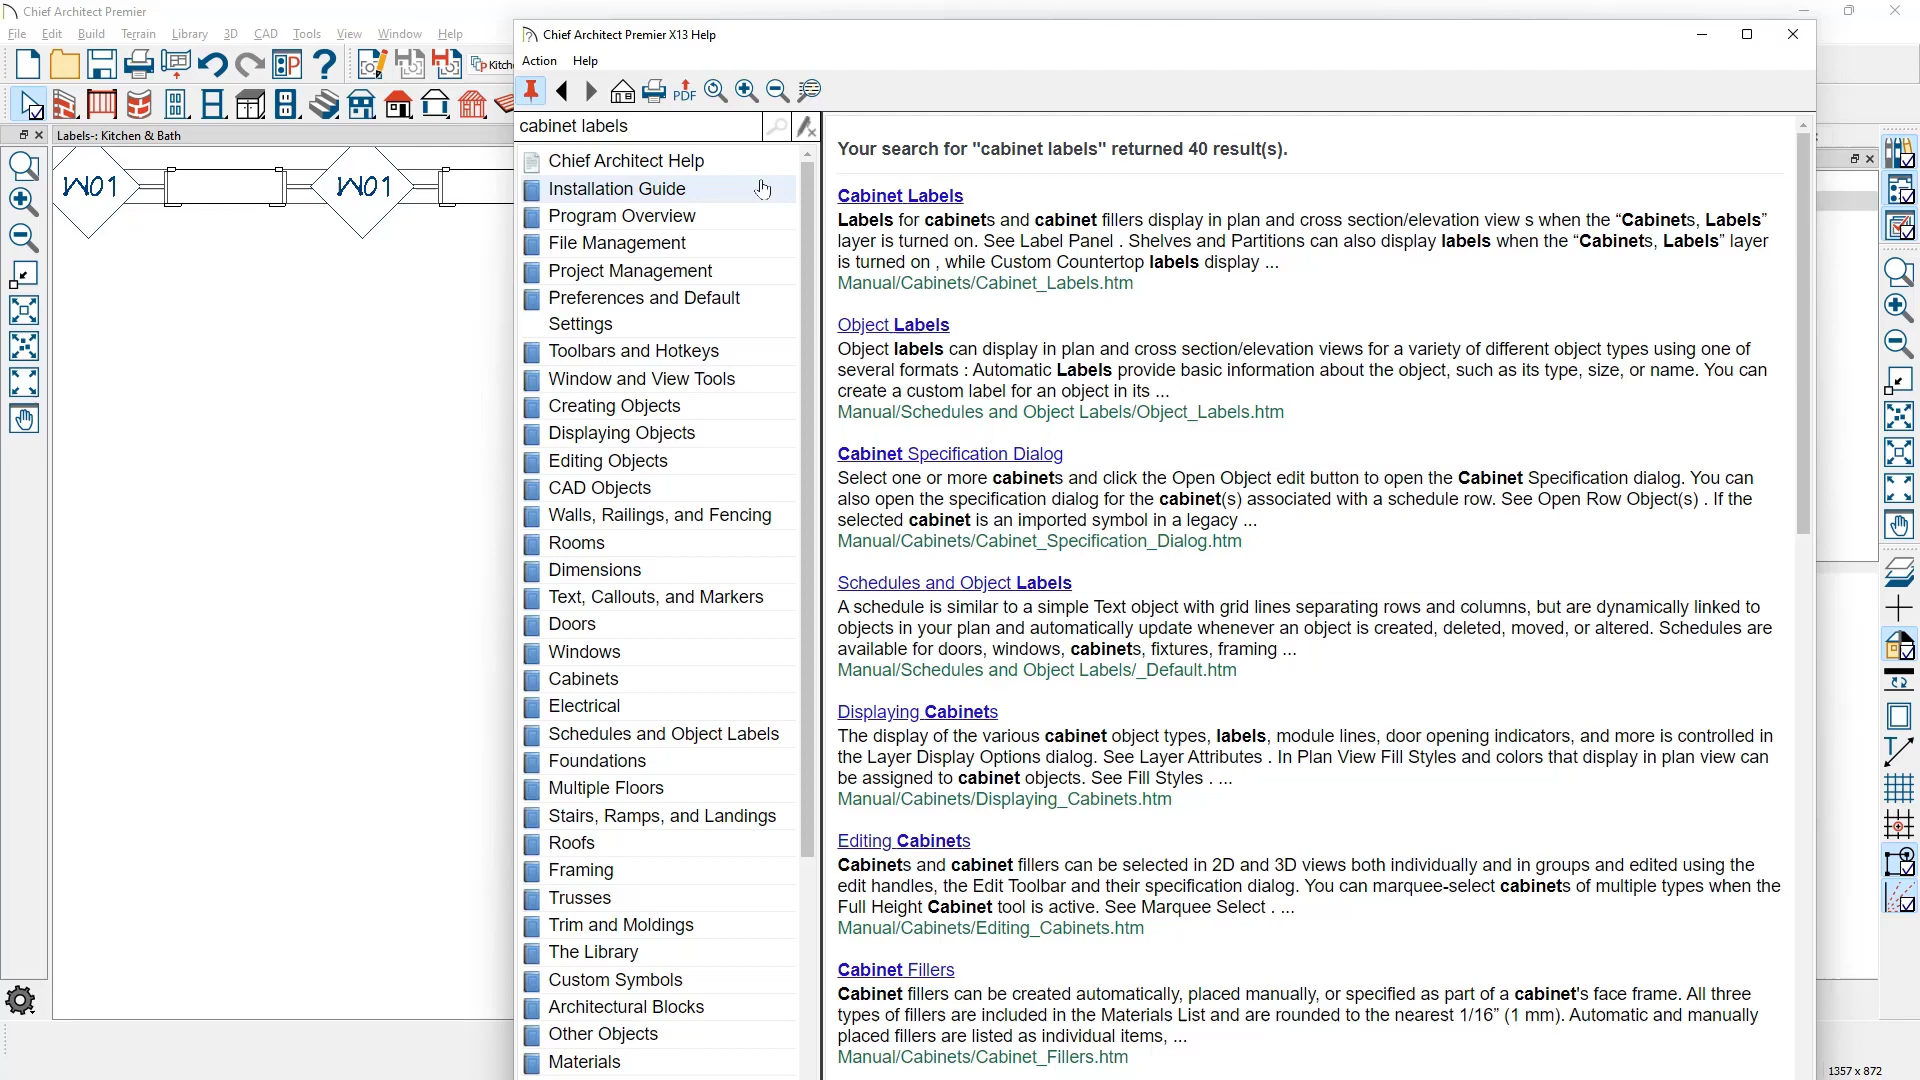 Chief Architect Premier
File Edit Build Terrain Library 3D CAD Tools View Window Help
Labels-: Kitchen & Bath
Chief Architect Premier X13 Help
Action Help
PDF
cabinet labels
Chief Architect Help
Installation Guide
Program Overview
File Management
Project Management
Preferences and Default
Settings
Toolbars and Hotkeys
Window and View Tools
Creating Objects
Displaying Objects
Editing Objects
CAD Objects
Walls, Railings, and Fencing
Rooms
Dimensions
Text, Callouts, and Markers
Doors
Windows
Cabinets
Electrical
Schedules and Object Labels
Foundations
Multiple Floors
Stairs, Ramps, and Landings
Roofs
Framing
Trusses
Trim and Moldings
The Library
Custom Symbols
Architectural Blocks
Other Objects
Materials
Your search for "cabinet labels" returned 40 result(s).
Cabinet Labels
Labels for cabinets and cabinet fillers display in plan and cross section/elevation view s when the “Cabinets, Labels”
layer is turned on. See Label Panel . Shelves and Partitions can also display labels when the “Cabinets, Labels” layer
is turned on , while Custom Countertop labels display ...
Manual/Cabinets/Cabinet_Labels.htm
Object Labels
Object labels can display in plan and cross section/elevation views for a variety of different object types using one of
several formats : Automatic Labels provide basic information about the object, such as its type, size, or name. You can
create a custom label for an object in its ...
Manual/Schedules and Object Labels/Object_Labels.htm
Cabinet Specification Dialog
Select one or more cabinets and click the Open Object edit button to open the Cabinet Specification dialog. You can
also open the specification dialog for the cabinet(s) associated with a schedule row. See Open Row Object(s) . If the
selected cabinet is an imported symbol in a legacy ...
Manual/Cabinets/Cabinet_Specification_Dialog.htm
Schedules and Object Labels
A schedule is similar to a simple Text object with grid lines separating rows and columns, but are dynamically linked to
objects in your plan and automatically update whenever an object is created, deleted, moved, or altered. Schedules are
available for doors, windows, cabinets, fixtures, framing ...
Manual/Schedules and Object Labels/_Default.htm
Displaying Cabinets
The display of the various cabinet object types, labels, module lines, door opening indicators, and more is controlled in
the Layer Display Options dialog. See Layer Attributes . In Plan View Fill Styles and colors that display in plan view can
be assigned to cabinet objects. See Fill Styles . ...
Manual/Cabinets/Displaying_Cabinets.htm
Editing Cabinets
Cabinets and cabinet fillers can be selected in 2D and 3D views both individually and in groups and edited using the
edit handles, the Edit Toolbar and their specification dialog. You can marquee-select cabinets of multiple types when the
Full Height Cabinet tool is active. See Marquee Select . ...
Manual/Cabinets/Editing_Cabinets.htm
Cabinet Fillers
Cabinet fillers can be created automatically, placed manually, or specified as part of a cabinet's face frame. All three
types of fillers are included in the Materials List and are rounded to the nearest 1/16” (1 mm). Automatic and manually
placed fillers are listed as individual items, ...
Manual/Cabinets/Cabinet_Fillers.htm
1357 x 872